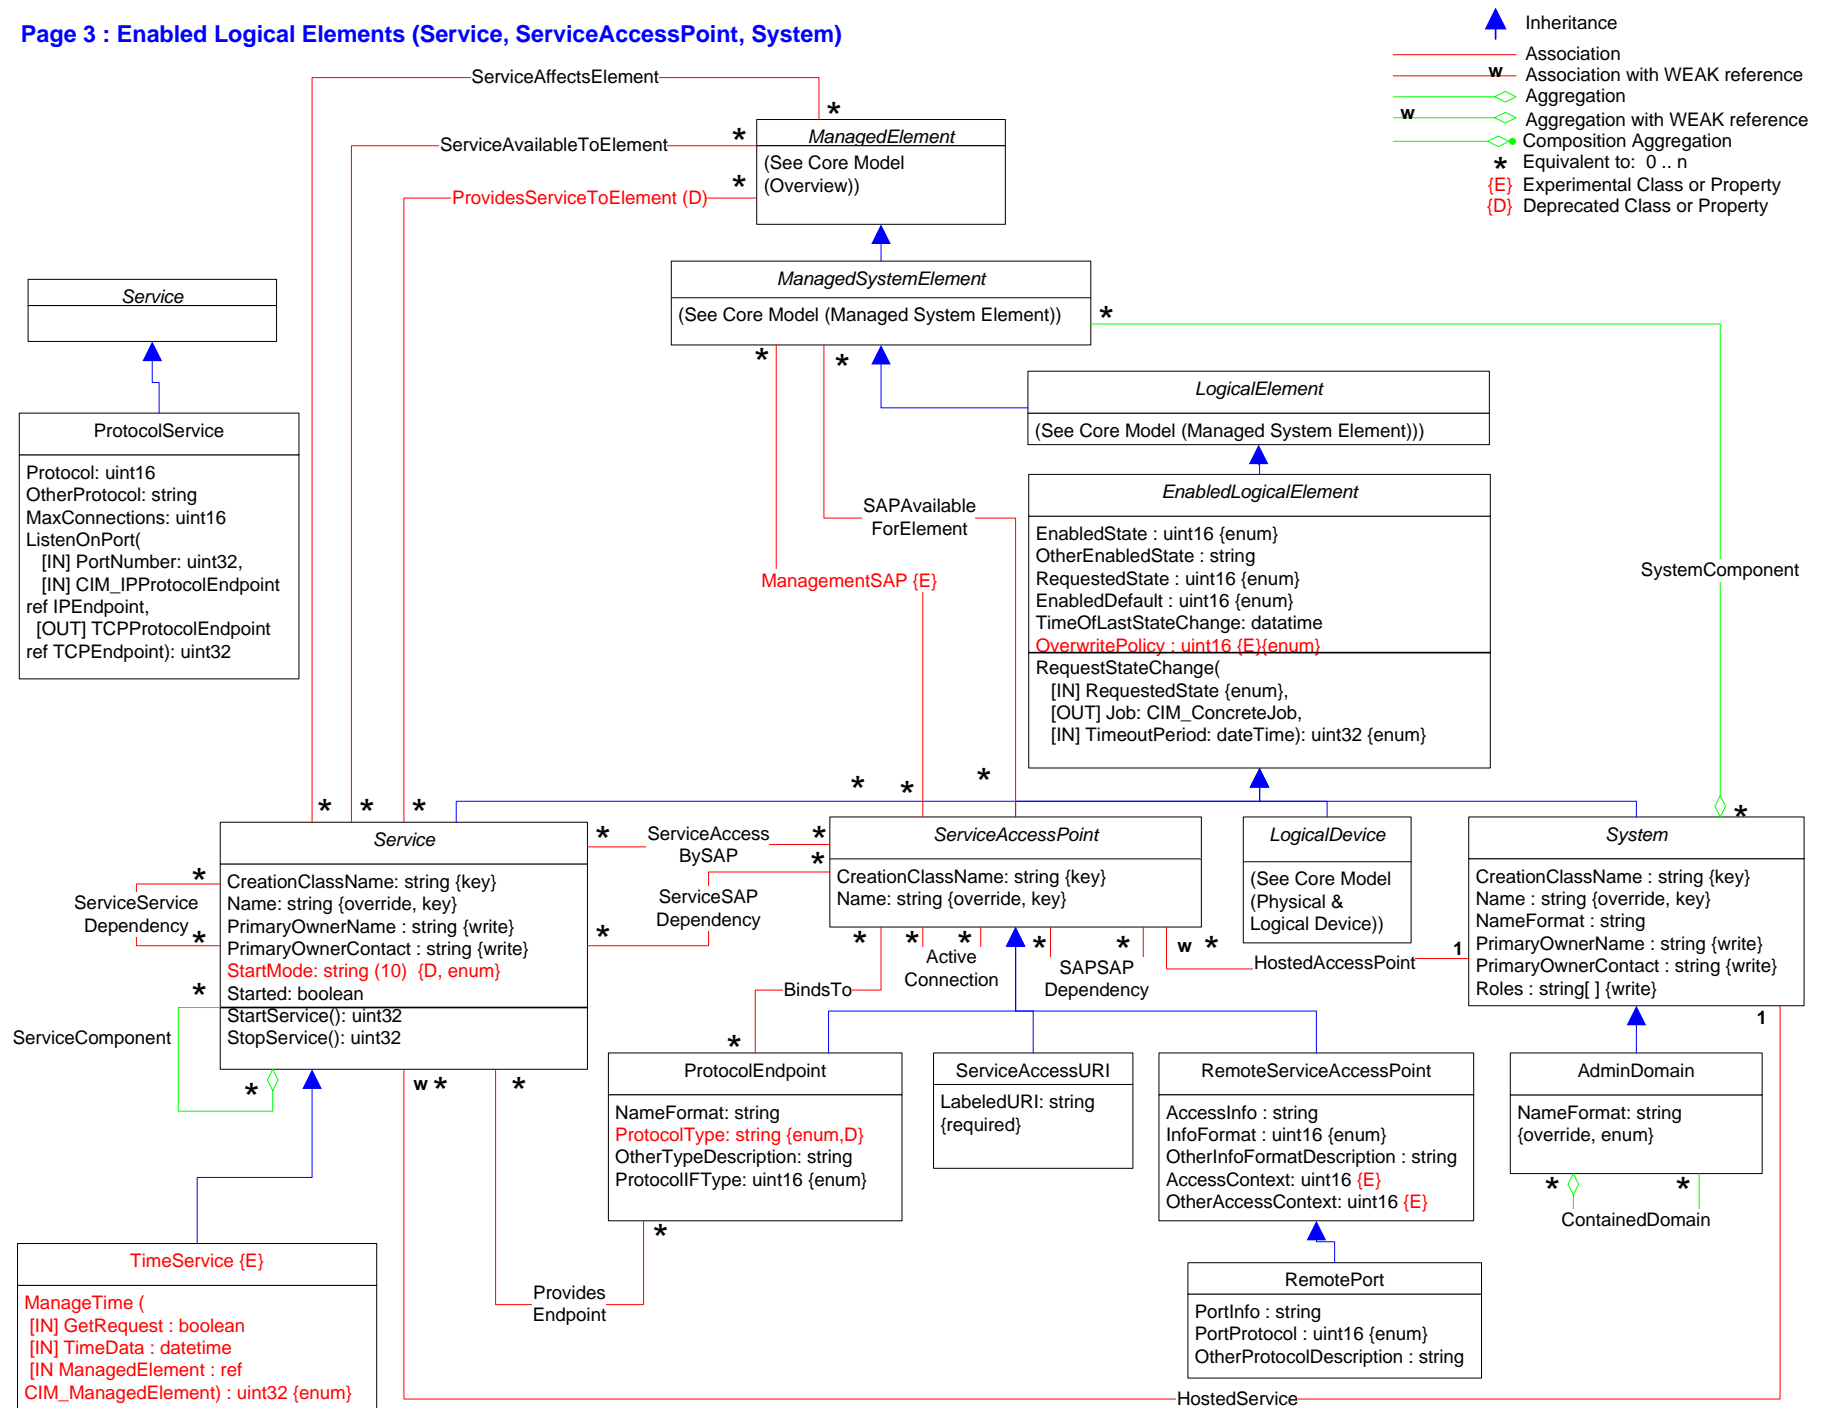 Page 3 : Enabled Logical Elements (Service, ServiceAccessPoint, System)
Inheritance
Association
w
Association with WEAK reference
Aggregation
w
Aggregation with WEAK reference
Composition Aggregation
* Equivalent to: 0 .. n
{E} Experimental Class or Property
{D} Deprecated Class or Property
ServiceAffectsElement
*
ServiceAvailableToElement
*
ProvidesServiceToElement (D)
*
ManagedElement
(See Core Model
(Overview))
ManagedSystemElement
(See Core Model (Managed System Element))
*
*
*
Service
ProtocolService
Protocol: uint16
OtherProtocol: string
MaxConnections: uint16
ListenOnPort(
[IN] PortNumber: uint32,
[IN] CIM_IPProtocolEndpoint
ref IPEndpoint,
[OUT] TCPProtocolEndpoint
ref TCPEndpoint): uint32
LogicalElement
(See Core Model (Managed System Element)))
EnabledLogicalElement
EnabledState : uint16 {enum}
OtherEnabledState : string
RequestedState : uint16 {enum}
EnabledDefault : uint16 {enum}
TimeOfLastStateChange: datatime
OverwritePolicy : uint16 {E}{enum}
RequestStateChange(
[IN] RequestedState {enum},
[OUT] Job: CIM_ConcreteJob,
[IN] TimeoutPeriod: dateTime): uint32 {enum}
SAPAvailable
ForElement
ManagementSAP {E}
SystemComponent
* * *
* * *
*
Service
CreationClassName: string {key}
Name: string {override, key}
PrimaryOwnerName : string {write}
PrimaryOwnerContact : string {write}
StartMode: string (10) {D, enum}
Started: boolean
StartService(): uint32
StopService(): uint32
*
ServiceService
Dependency
*
*
ServiceComponent
*
* ServiceAccess *
BySAP
*
ServiceSAP
Dependency
*
ServiceAccessPoint
CreationClassName: string {key}
Name: string {override, key}
LogicalDevice
(See Core Model
(Physical &
Logical Device))
System
CreationClassName : string {key}
Name : string {override, key}
NameFormat : string
PrimaryOwnerName : string {write}
PrimaryOwnerContact : string {write}
Roles : string[ ] {write}
* * * * * w * 1
Active
Connection
SAPSAP
Dependency
HostedAccessPoint
BindsTo
*
1
w * *
ProtocolEndpoint
NameFormat: string
ProtocolType: string {enum,D}
OtherTypeDescription: string
ProtocolIFType: uint16 {enum}
*
ServiceAccessURI
LabeledURI: string
{required}
RemoteServiceAccessPoint
AccessInfo : string
InfoFormat : uint16 {enum}
OtherInfoFormatDescription : string
AccessContext: uint16 {E}
OtherAccessContext: uint16 {E}
AdminDomain
NameFormat: string
{override, enum}
* *
ContainedDomain
TimeService {E}
ManageTime (
[IN] GetRequest : boolean
[IN] TimeData : datetime
[IN ManagedElement : ref
CIM_ManagedElement) : uint32 {enum}
Provides
Endpoint
RemotePort
PortInfo : string
PortProtocol : uint16 {enum}
OtherProtocolDescription : string
HostedService